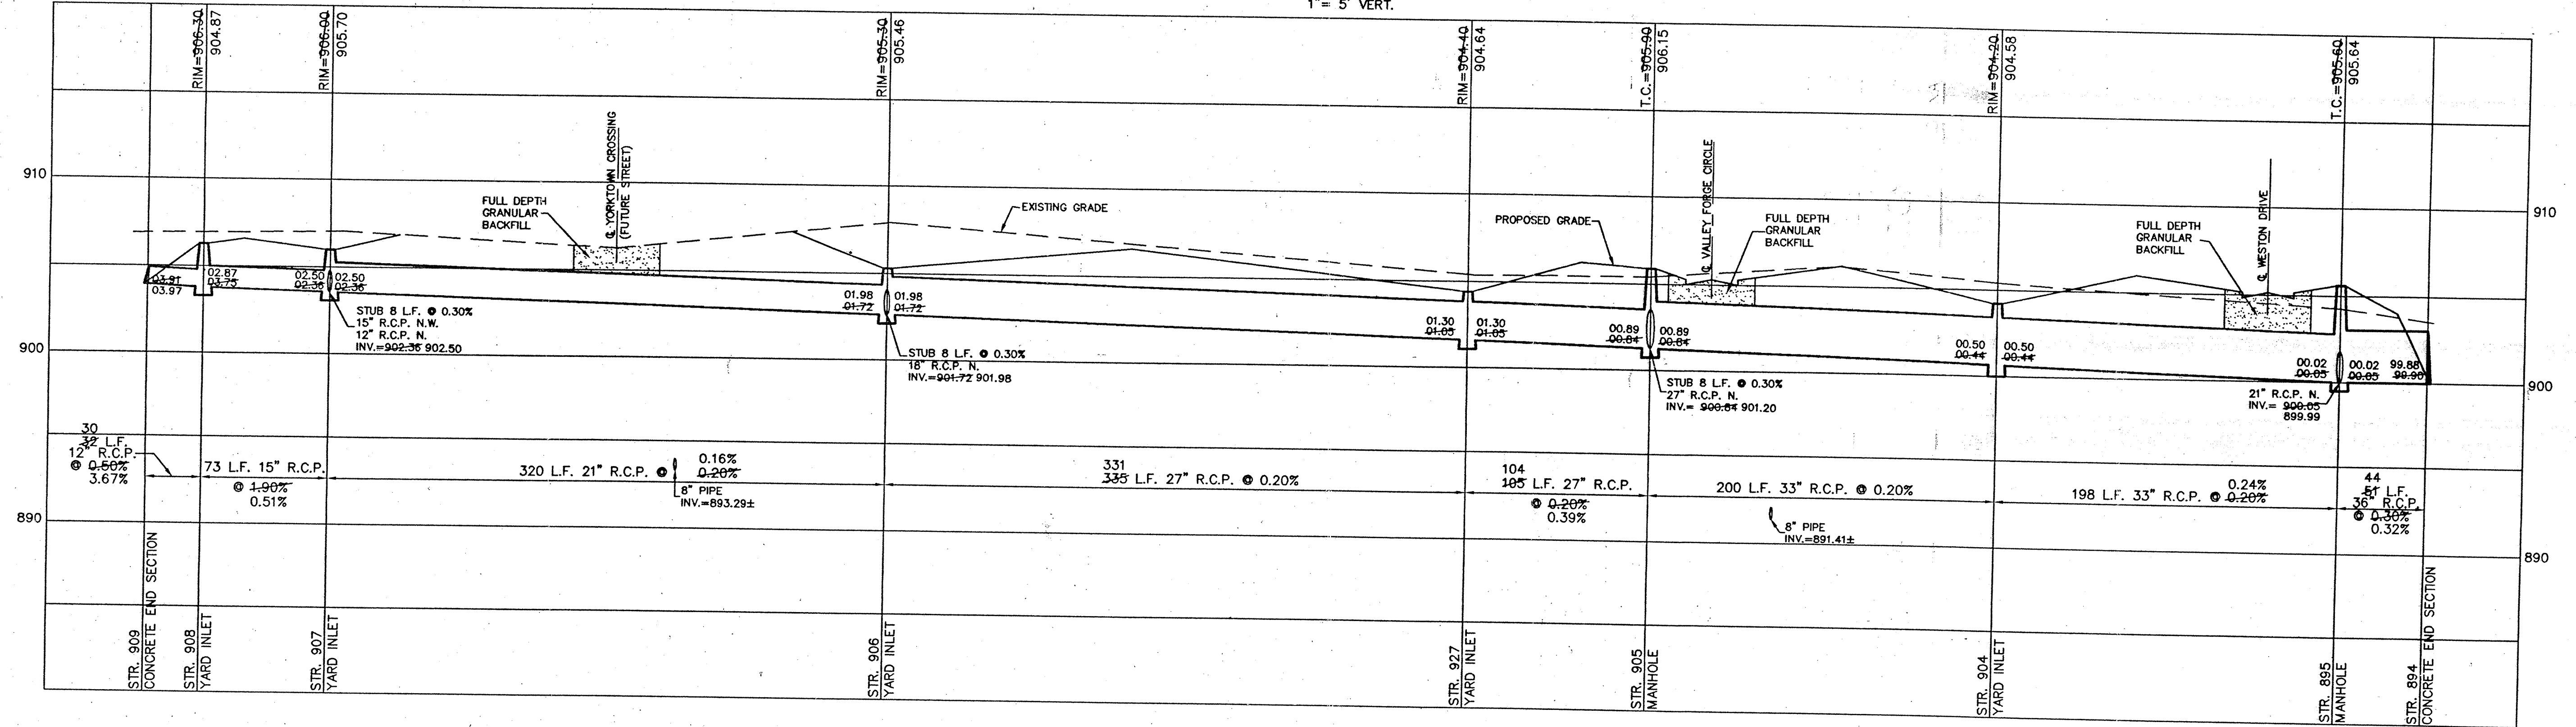 1"= 5' VERT.
RIM=906.30
904.87
RIM=906.00
905.70
RIM=905.30
905.46
RIM=904.40
904.64
T.C.=905.90
906.15
RIM=904.20
904.58
T.C.=905.60
905.64
910
910
900
900
890
890
℄ YORKTOWN CROSSING
(FUTURE STREET)
FULL DEPTH
GRANULAR
BACKFILL
EXISTING GRADE
PROPOSED GRADE
℄ VALLEY FORGE CIRCLE
FULL DEPTH
GRANULAR
BACKFILL
FULL DEPTH
GRANULAR
BACKFILL
℄ WESTON DRIVE
03.91
03.97
02.87
03.75
02.50
02.36
02.50
02.36
STUB 8 L.F. @ 0.30%
15" R.C.P. N.W.
12" R.C.P. N.
INV.=902.36 902.50
01.98
01.72
01.98
01.72
STUB 8 L.F. @ 0.30%
18" R.C.P. N.
INV.=901.72 901.98
01.30
01.05
01.30
01.05
00.89
00.84
00.89
00.84
STUB 8 L.F. @ 0.30%
27" R.C.P. N.
INV.= 900.84 901.20
00.50
00.44
00.50
00.44
00.02
00.05
00.02
00.05
99.88
99.90
21" R.C.P. N.
INV.= 900.05
899.99
30
32 L.F.
12" R.C.P.
@ 0.50%
3.67%
73 L.F. 15" R.C.P.
@ 1.90%
0.51%
320 L.F. 21" R.C.P. @
0.16%
0.20%
8" PIPE
INV.=893.29±
331
335 L.F. 27" R.C.P. @ 0.20%
104
105 L.F. 27" R.C.P.
@ 0.20%
0.39%
200 L.F. 33" R.C.P. @ 0.20%
8" PIPE
INV.=891.41±
0.24%
198 L.F. 33" R.C.P. @ 0.20%
44
51 L.F.
36" R.C.P.
@ 0.30%
0.32%
STR. 909
CONCRETE END SECTION
STR. 908
YARD INLET
STR. 907
YARD INLET
STR. 906
YARD INLET
STR. 927
YARD INLET
STR. 905
MANHOLE
STR. 904
YARD INLET
STR. 895
MANHOLE
STR. 894
CONCRETE END SECTION